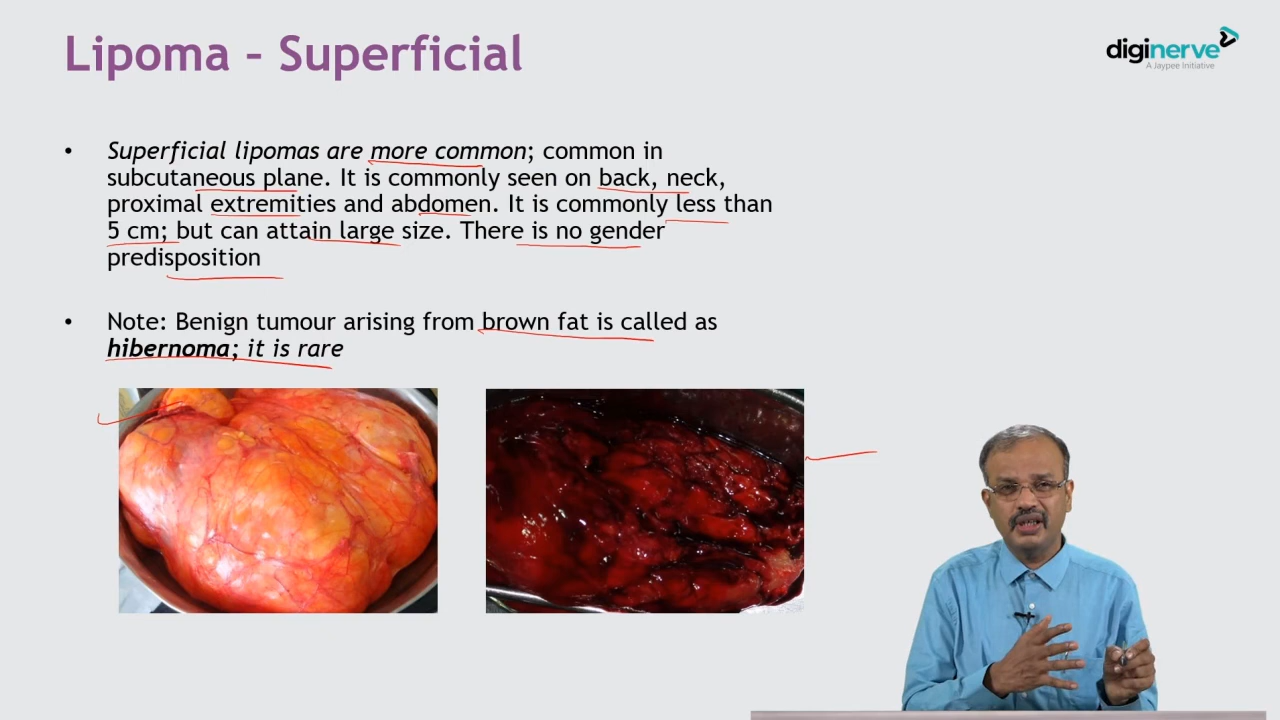 Lipoma – Superficial
diginerve
A Jaypee Initiative
• Superficial lipomas are more common; common in
subcutaneous plane. It is commonly seen on back, neck,
proximal extremities and abdomen. It is commonly less than
5 cm; but can attain large size. There is no gender
predisposition
• Note: Benign tumour arising from brown fat is called as
hibernoma; it is rare